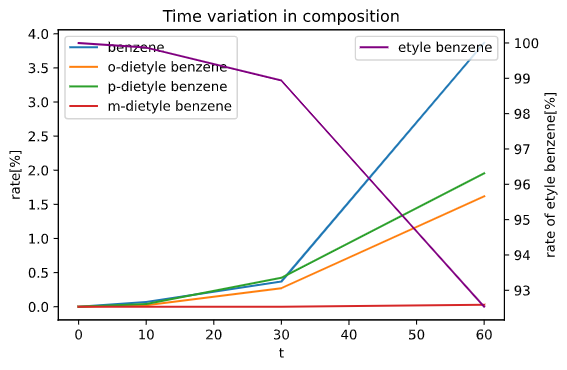 Time variation in composition
benzene
o-dietyle benzene
p-dietyle benzene
m-dietyle benzene
etyle benzene
rate[%]
4.0
3.5
3.0
2.5
2.0
1.5
1.0
0.5
0.0
100
99
98
97
96
95
94
93
rate of etyle benzene[%]
0 10 20 30 40 50 60
t